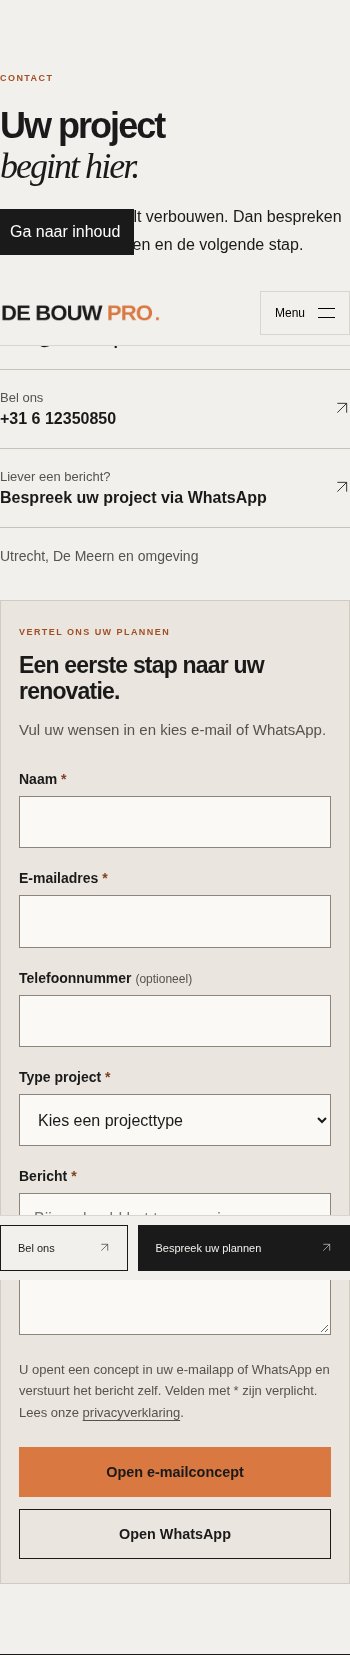 CONTACT
Uw project
begint hier.
lt verbouwen. Dan bespreken
Ga naar inhoud
en en de volgende stap.
DE BOUW PRO.
Menu
Bel ons
+31 6 12350850
Liever een bericht?
Bespreek uw project via WhatsApp
Utrecht, De Meern en omgeving
VERTEL ONS UW PLANNEN
Een eerste stap naar uw
renovatie.
Vul uw wensen in en kies e-mail of WhatsApp.
Naam *
E-mailadres *
Telefoonnummer (optioneel)
Type project *
Kies een projecttype
Bericht *
Bel ons
Bespreek uw plannen
U opent een concept in uw e-mailapp of WhatsApp en
verstuurt het bericht zelf. Velden met * zijn verplicht.
Lees onze privacyverklaring.
Open e-mailconcept
Open WhatsApp